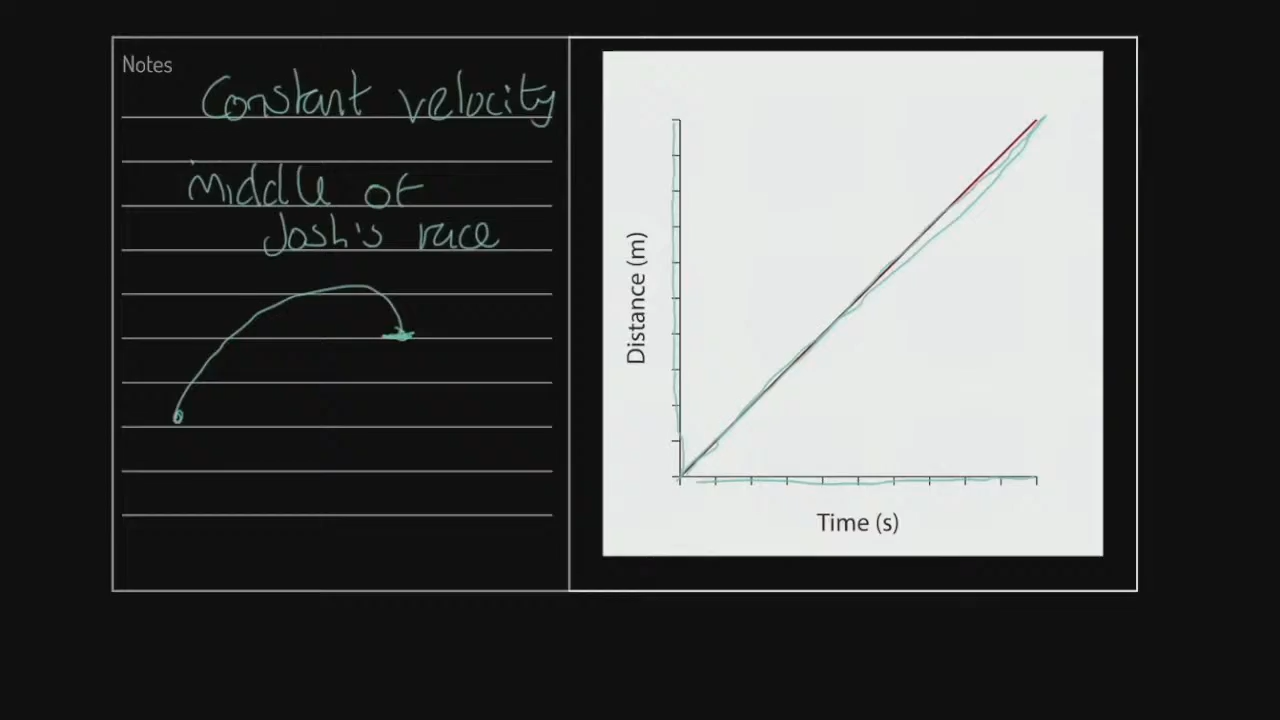 Notes
Constant velocity
middle of
Josh's race
Distance (m)
Time (s)